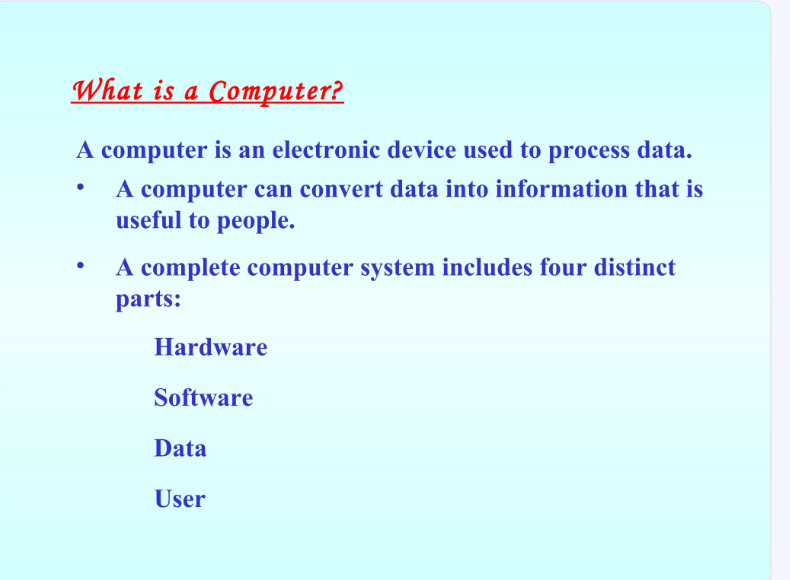 What is a Computer?
A computer is an electronic device used to process data.
• A computer can convert data into information that is
useful to people.
• A complete computer system includes four distinct
parts:
Hardware
Software
Data
User